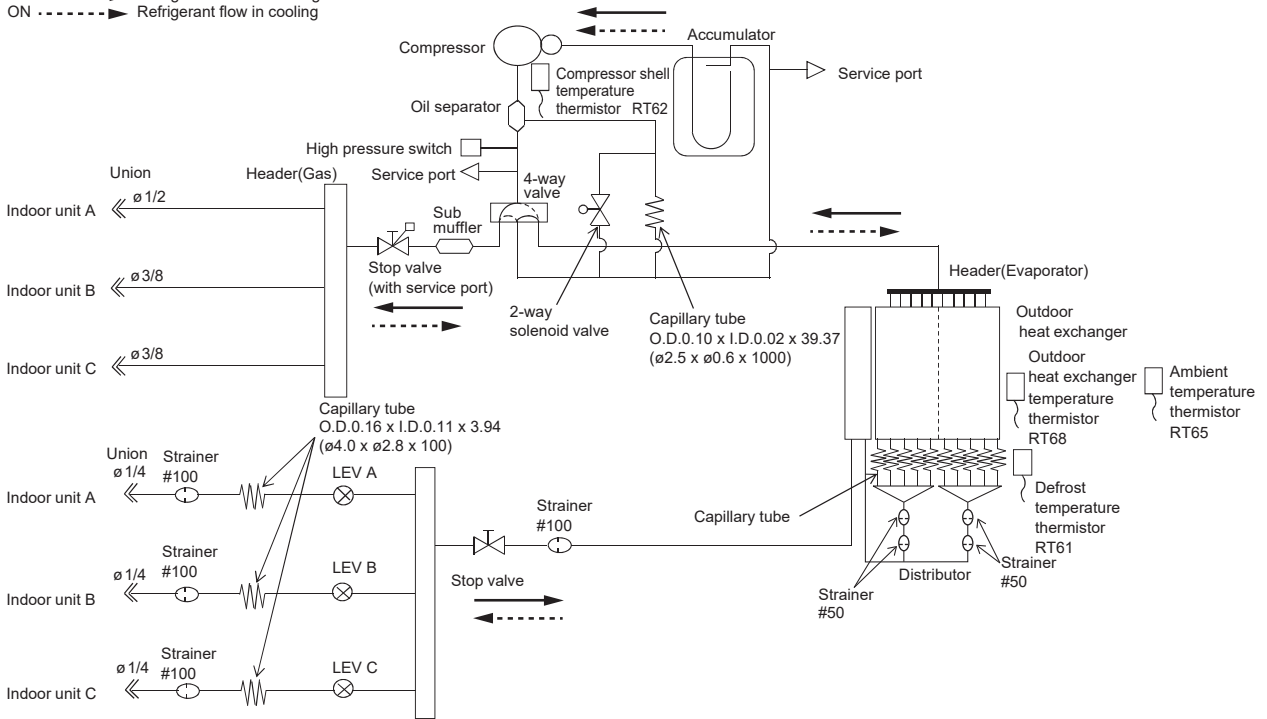 ON Refrigerant flow in cooling
Compressor
Accumulator
Service port
Compressor shell
temperature
thermistor RT62
Oil separator
High pressure switch
Service port
4-way
valve
Union
Header(Gas)
ø1/2
Indoor unit A
Sub
muffler
ø3/8
Indoor unit B
Stop valve
(with service port)
ø3/8
Indoor unit C
2-way
solenoid valve
Capillary tube
O.D.0.10 x I.D.0.02 x 39.37
(ø2.5 x ø0.6 x 1000)
Header(Evaporator)
Outdoor
heat exchanger
Outdoor
heat exchanger
temperature
thermistor
RT68
Ambient
temperature
thermistor
RT65
Capillary tube
O.D.0.16 x I.D.0.11 x 3.94
(ø4.0 x ø2.8 x 100)
Union
ø1/4
Strainer
#100
LEV A
Indoor unit A
Strainer
#100
Capillary tube
Defrost
temperature
thermistor
RT61
Strainer
#100
ø1/4
LEV B
Indoor unit B
Stop valve
Distributor
Strainer
#50
Strainer
#50
Strainer
#100
ø1/4
LEV C
Indoor unit C